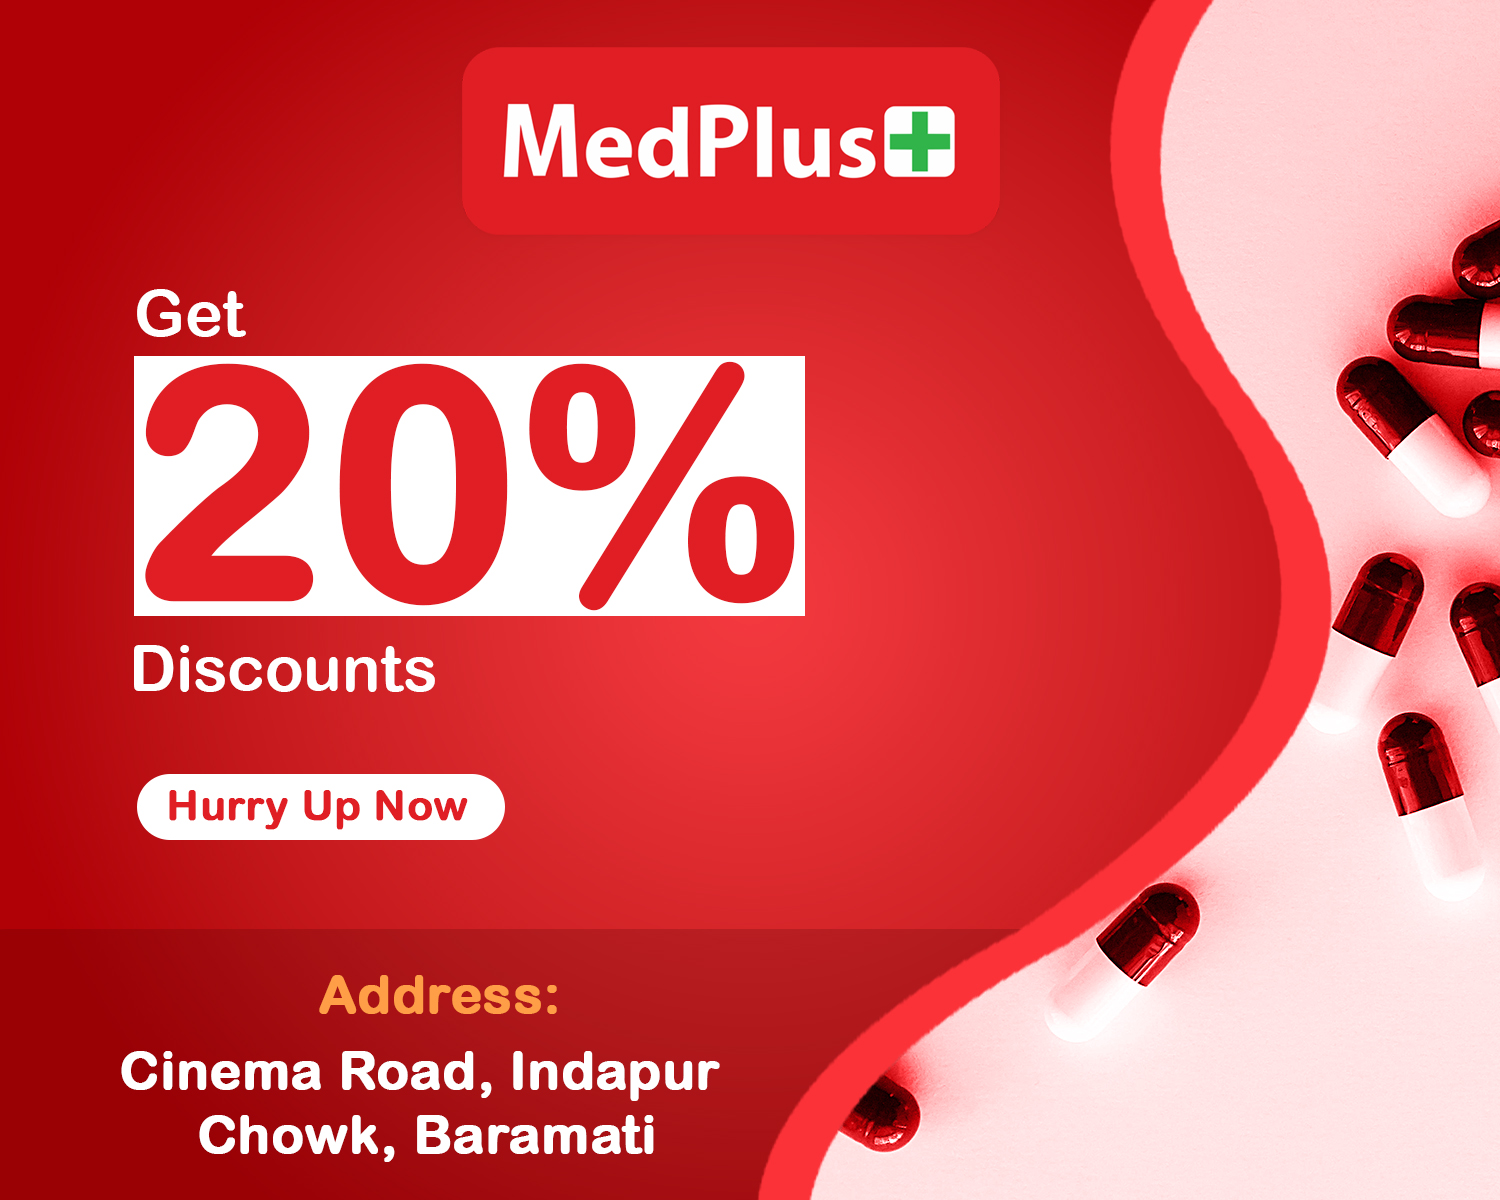 MedPlus
Get
20%
Discounts
Hurry Up Now
Address:
Cinema Road, Indapur
Chowk, Baramati